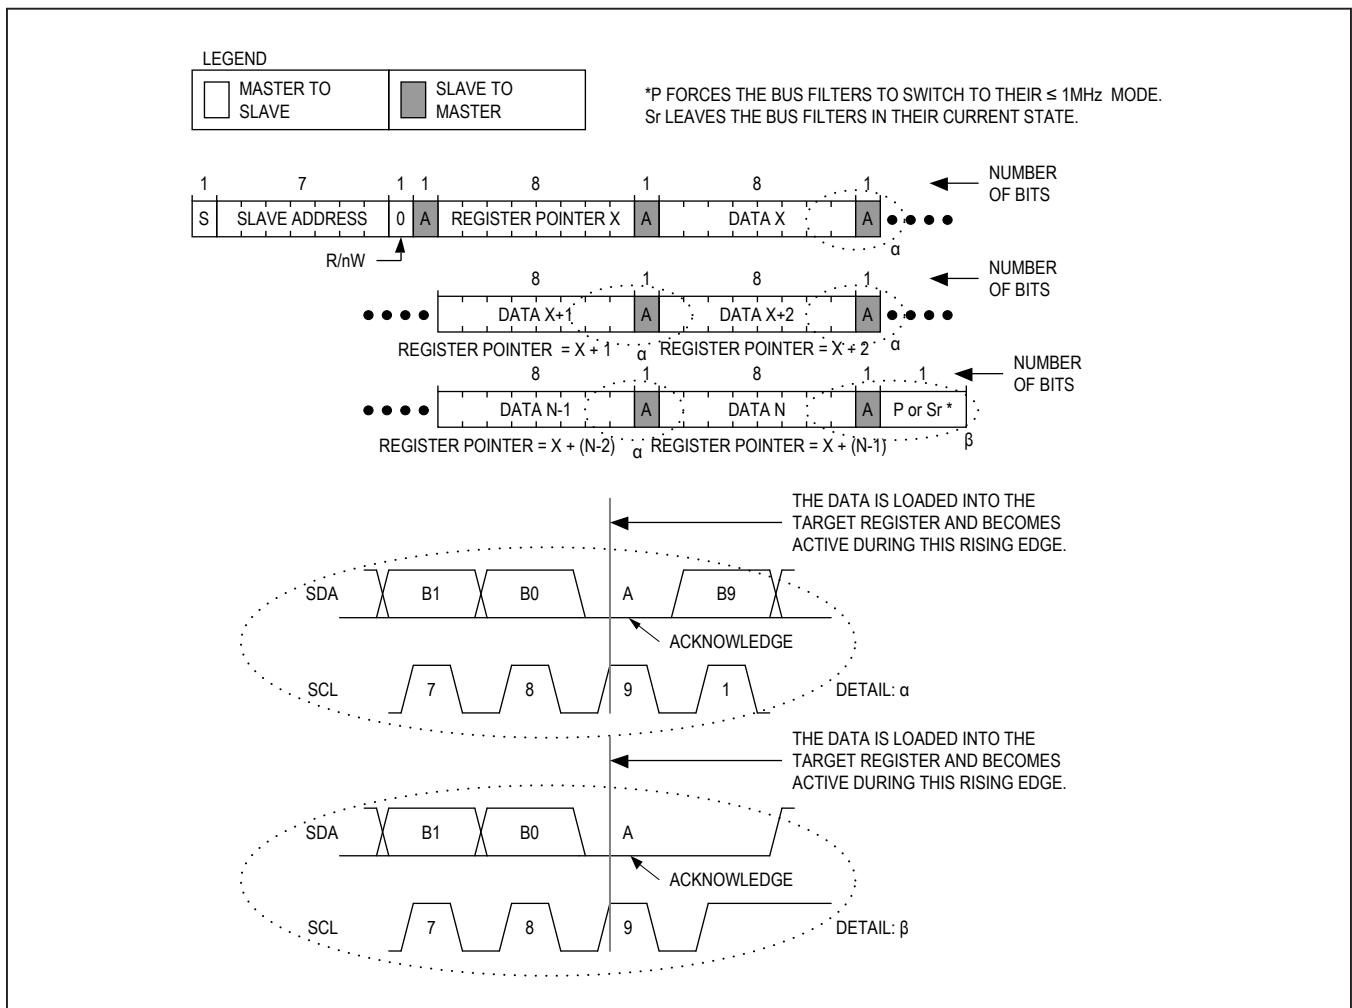 LEGEND
MASTER TO
SLAVE
SLAVE TO
MASTER
*P FORCES THE BUS FILTERS TO SWITCH TO THEIR ≤ 1MHz MODE.
Sr LEAVES THE BUS FILTERS IN THEIR CURRENT STATE.
1 7 1 1 8 1 8 1
NUMBER
OF BITS
S SLAVE ADDRESS 0 A REGISTER POINTER X A DATA X A
α
R/nW
8 1 8 1
NUMBER
OF BITS
DATA X+1 A DATA X+2 A
REGISTER POINTER = X + 1 α REGISTER POINTER = X + 2 α
8 1 8 1 1
NUMBER
OF BITS
DATA N-1 A DATA N A P or Sr *
REGISTER POINTER = X + (N-2) α REGISTER POINTER = X + (N-1) β
THE DATA IS LOADED INTO THE
TARGET REGISTER AND BECOMES
ACTIVE DURING THIS RISING EDGE.
SDA B1 B0 A B9
ACKNOWLEDGE
SCL 7 8 9 1 DETAIL: α
THE DATA IS LOADED INTO THE
TARGET REGISTER AND BECOMES
ACTIVE DURING THIS RISING EDGE.
SDA B1 B0 A
ACKNOWLEDGE
SCL 7 8 9 DETAIL: β